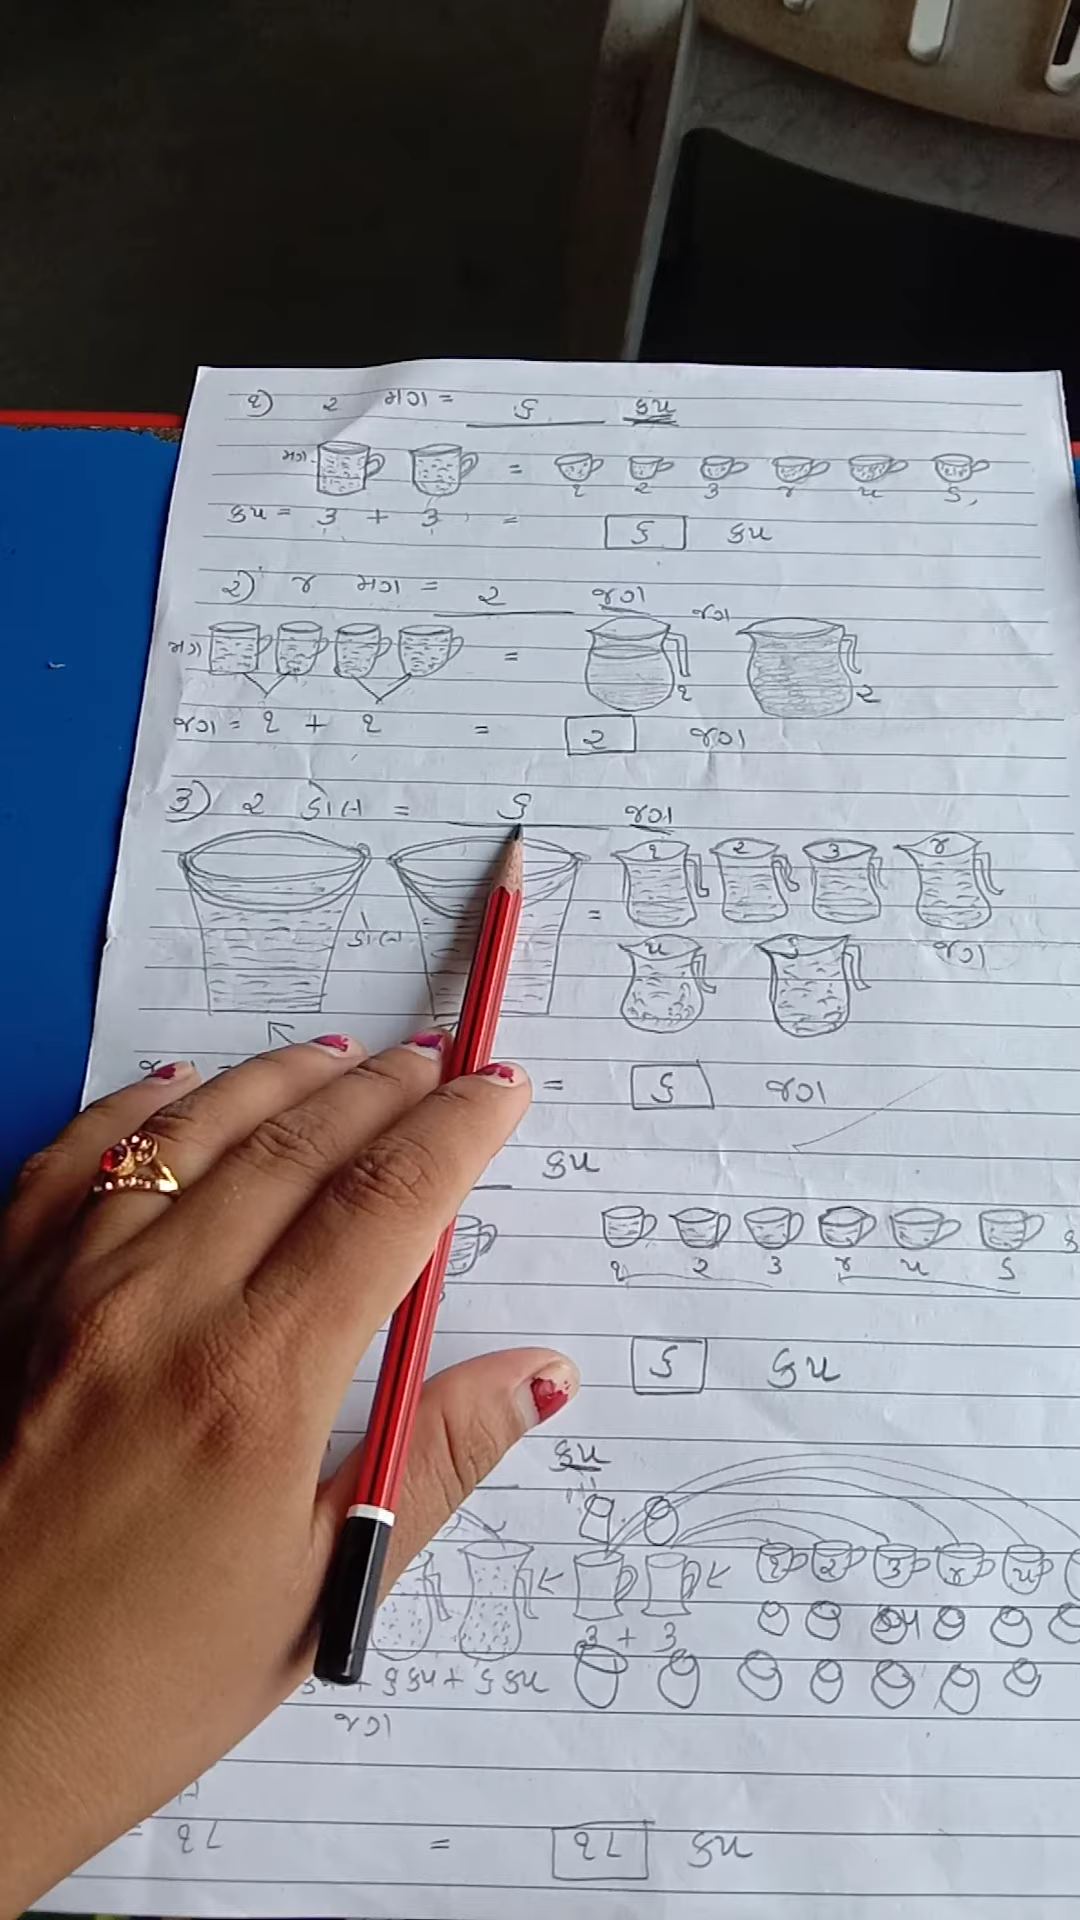 ૧) ૨ મગ = ૬ કપ
મગ =
૧ ૨ ૩ ૪ ૫ ૬
કપ = ૩ + ૩ = ૬ કપ
૨) ૪ મગ = ૨ જગ
જગ
મગ =
૧ ૨
જગ = ૧ + ૧ = ૨ જગ
૩) ૨ ડોલ = ૬ જગ
૧ ૨ ૩ ૪
ડોલ =
૫ ૬ જગ
= ૬ જગ
કપ
૧ ૨ ૩ ૪ ૫ ૬
૬ કપ
કપ
૧ ૨ ૩ ૪ ૫
૩ + ૩
+ ૬ કપ + ૬ કપ
જગ
૧૮ = ૧૮ કપ